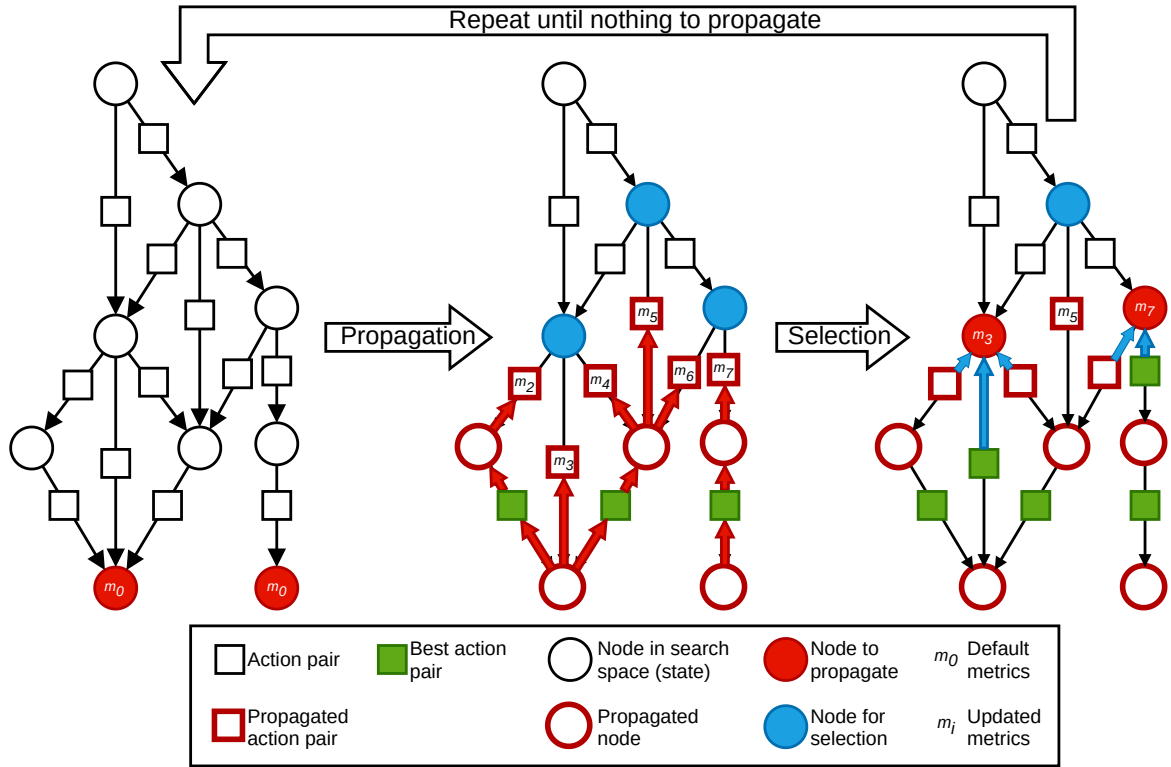 Repeat until nothing to propagate
Propagation
Selection
m5
m2
m4
m6
m7
m3
m3
m5
m7
m0
m0
Action pair
Best action
pair
Node in search
space (state)
Node to
propagate
m0
Default
metrics
Propagated
action pair
Propagated
node
Node for
selection
mi
Updated
metrics